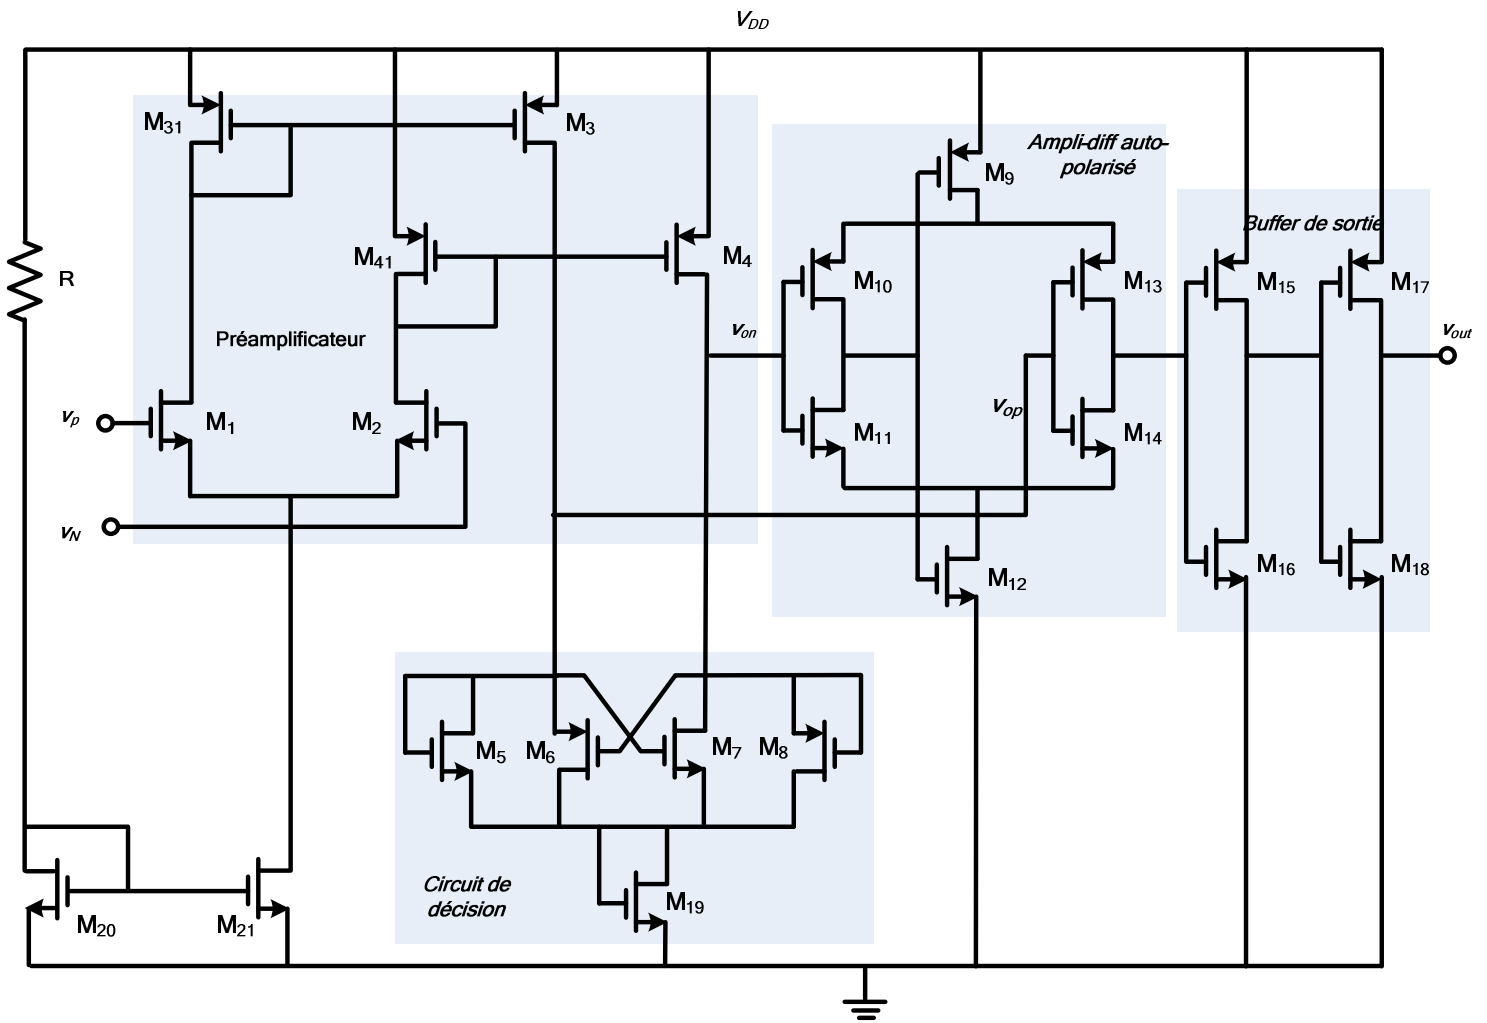 VDD
M31
M3
Ampli-diff auto-
polarisé
M9
Buffer de sortie
M41
M4
R
M10
M13
M15
M17
Préamplificateur
von
vout
vp
M1
M2
vop
M11
M14
vN
M16
M18
M12
M5
M6
M7
M8
Circuit de
décision
M19
M20
M21